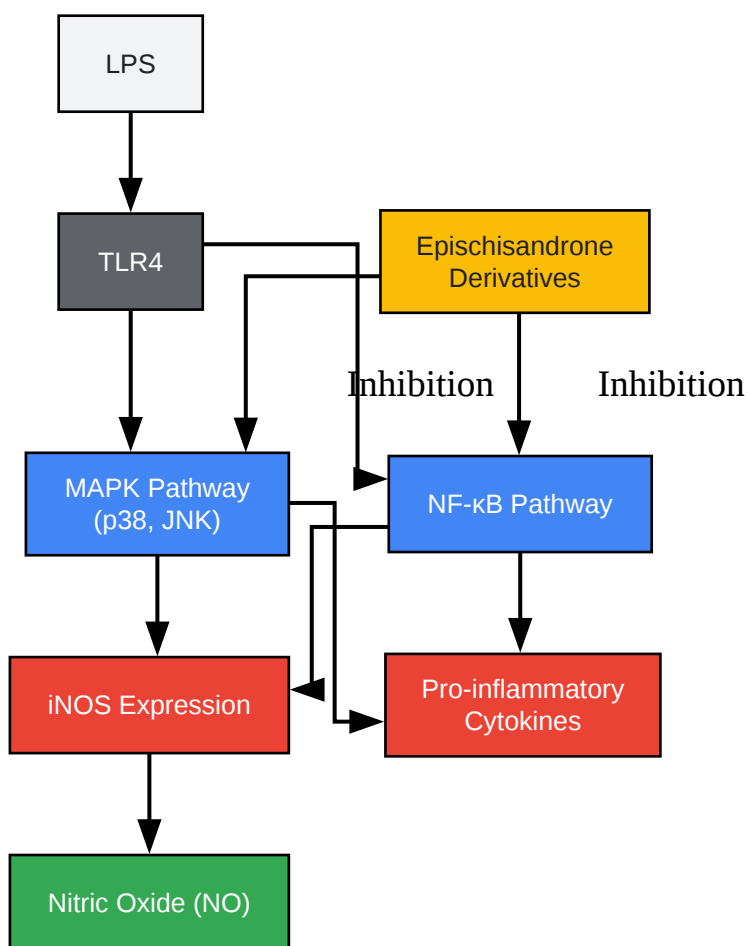 LPS
TLR4
Epischisandrone
Derivatives
Inhibition
Inhibition
MAPK Pathway
(p38, JNK)
NF-κB Pathway
iNOS Expression
Pro-inflammatory
Cytokines
Nitric Oxide (NO)